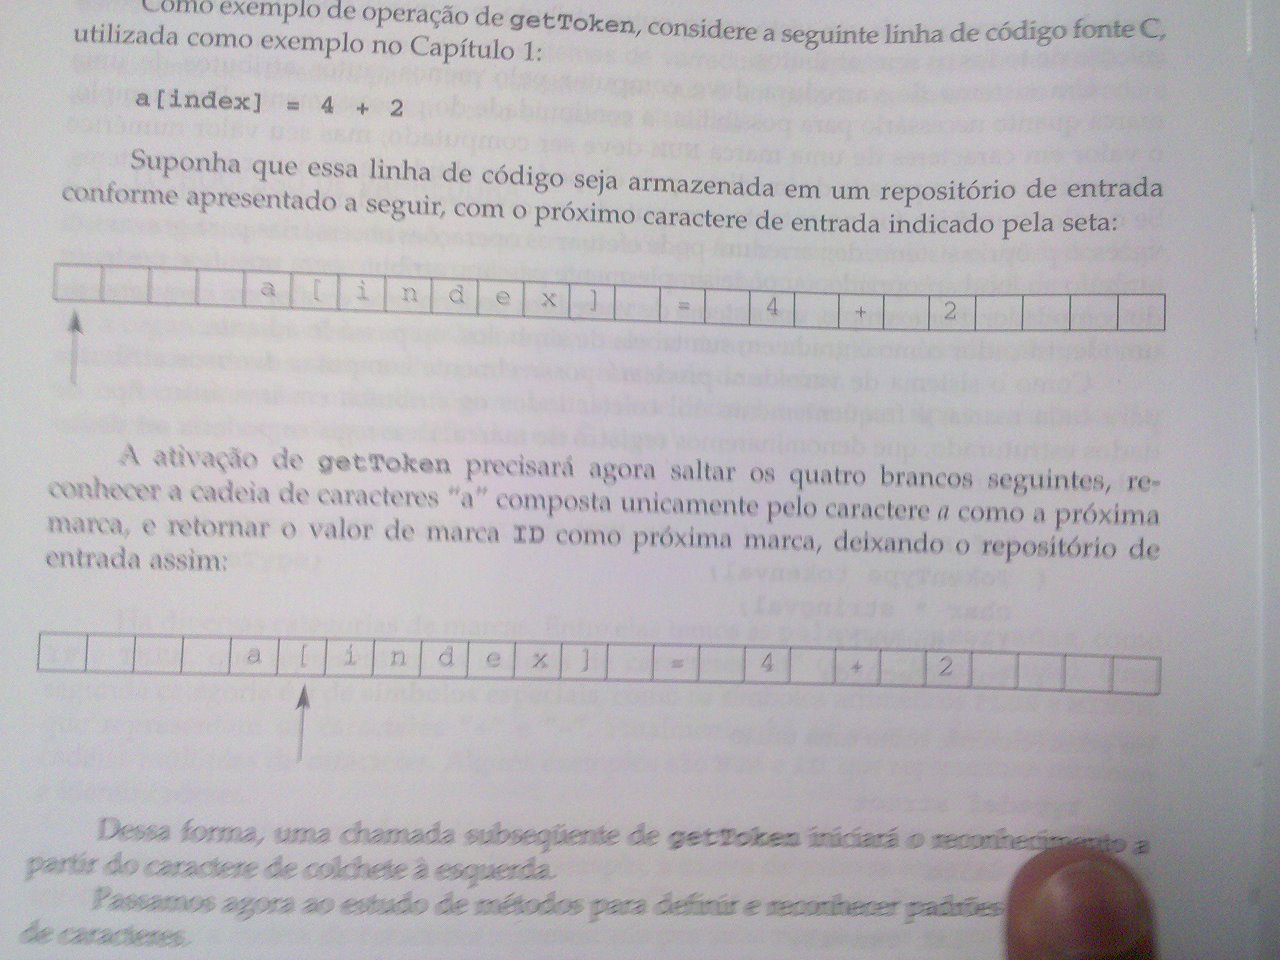 Como exemplo de operação de getToken, considere a seguinte linha de código fonte C,
utilizada como exemplo no Capítulo 1:
a[index] = 4 + 2
Suponha que essa linha de código seja armazenada em um repositório de entrada
conforme apresentado a seguir, com o próximo caractere de entrada indicado pela seta:
a [ i n d e x ] = 4 + 2
A ativação de getToken precisará agora saltar os quatro brancos seguintes, re-
conhecer a cadeia de caracteres "a" composta unicamente pelo caractere a como a próxima
marca, e retornar o valor de marca ID como próxima marca, deixando o repositório de
entrada assim:
a [ i n d e x ] = 4 + 2
Dessa forma, uma chamada subseqüente de getToken iniciará o reconhecimento a
partir do caractere de colchete à esquerda.
Passamos agora ao estudo de métodos para definir e reconhecer padrões
de caracteres.